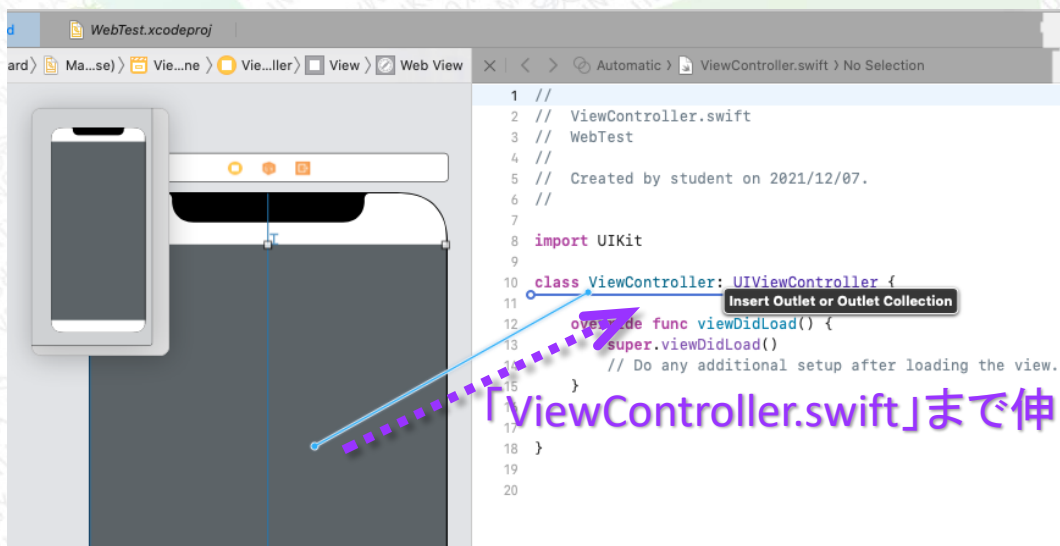 d
WebTest.xcodeproj
ard〉 Ma...se)〉 Vie...ne 〉 Vie...ller〉 View 〉 Web View
Automatic 〉 ViewController.swift 〉 No Selection
1 //
2 // ViewController.swift
3 // WebTest
4 //
5 // Created by student on 2021/12/07.
6 //
7
8 import UIKit
9
10 class ViewController: UIViewController {
11
Insert Outlet or Outlet Collection
12 override func viewDidLoad() {
13 super.viewDidLoad()
// Do any additional setup after loading the view.
15 }
「ViewController.swift」まで伸
17
18 }
19
20